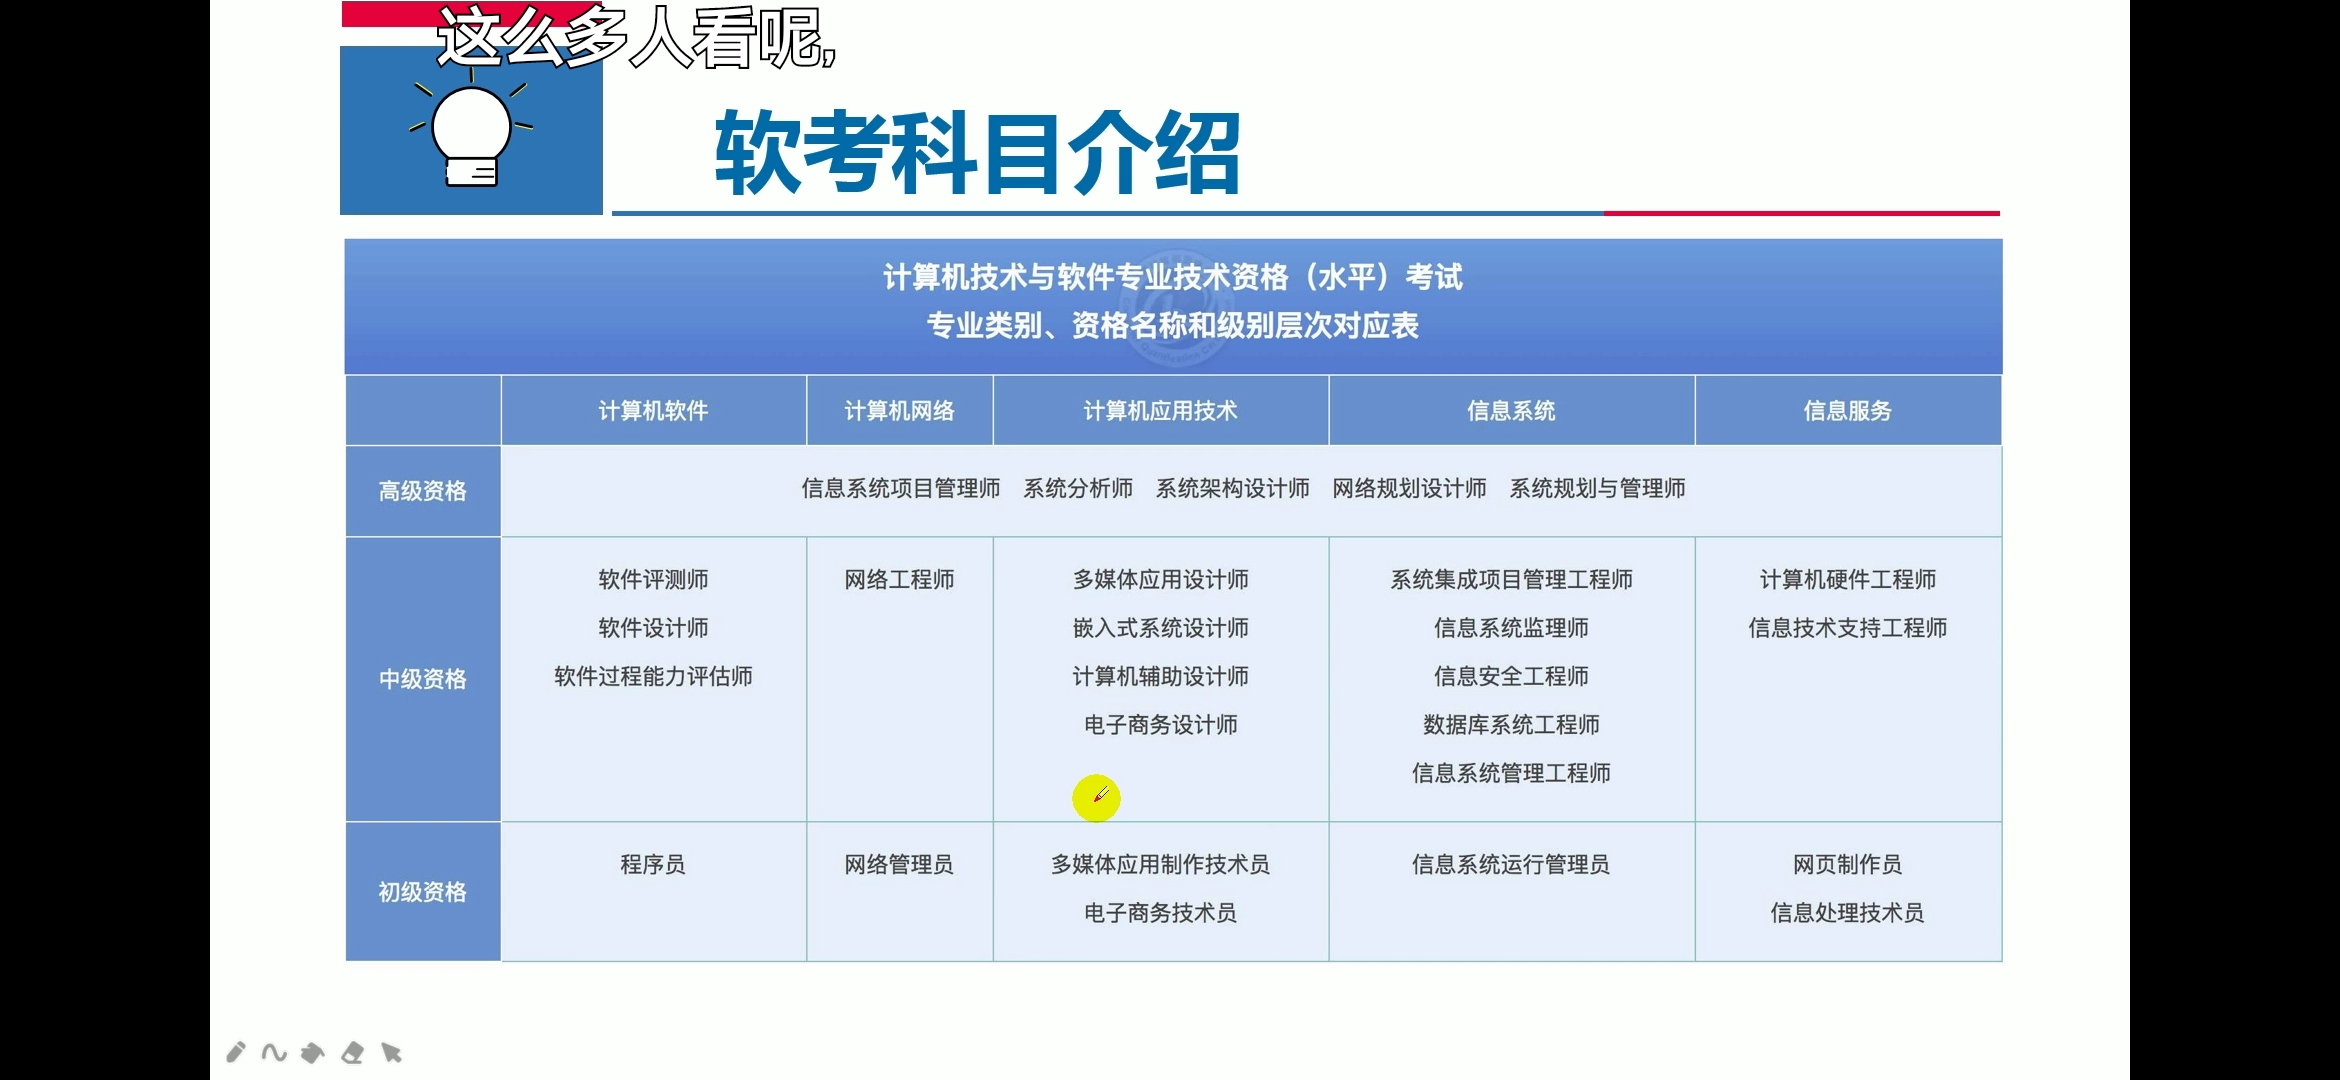 这么多人看呢,
软考科目介绍
计算机技术与软件专业技术资格（水平）考试
专业类别、资格名称和级别层次对应表
计算机软件 计算机网络 计算机应用技术 信息系统 信息服务
高级资格 信息系统项目管理师 系统分析师 系统架构设计师 网络规划设计师 系统规划与管理师
中级资格
软件评测师
软件设计师
软件过程能力评估师
网络工程师
多媒体应用设计师
嵌入式系统设计师
计算机辅助设计师
电子商务设计师
系统集成项目管理工程师
信息系统监理师
信息安全工程师
数据库系统工程师
信息系统管理工程师
计算机硬件工程师
信息技术支持工程师
初级资格
程序员
网络管理员
多媒体应用制作技术员
电子商务技术员
信息系统运行管理员
网页制作员
信息处理技术员